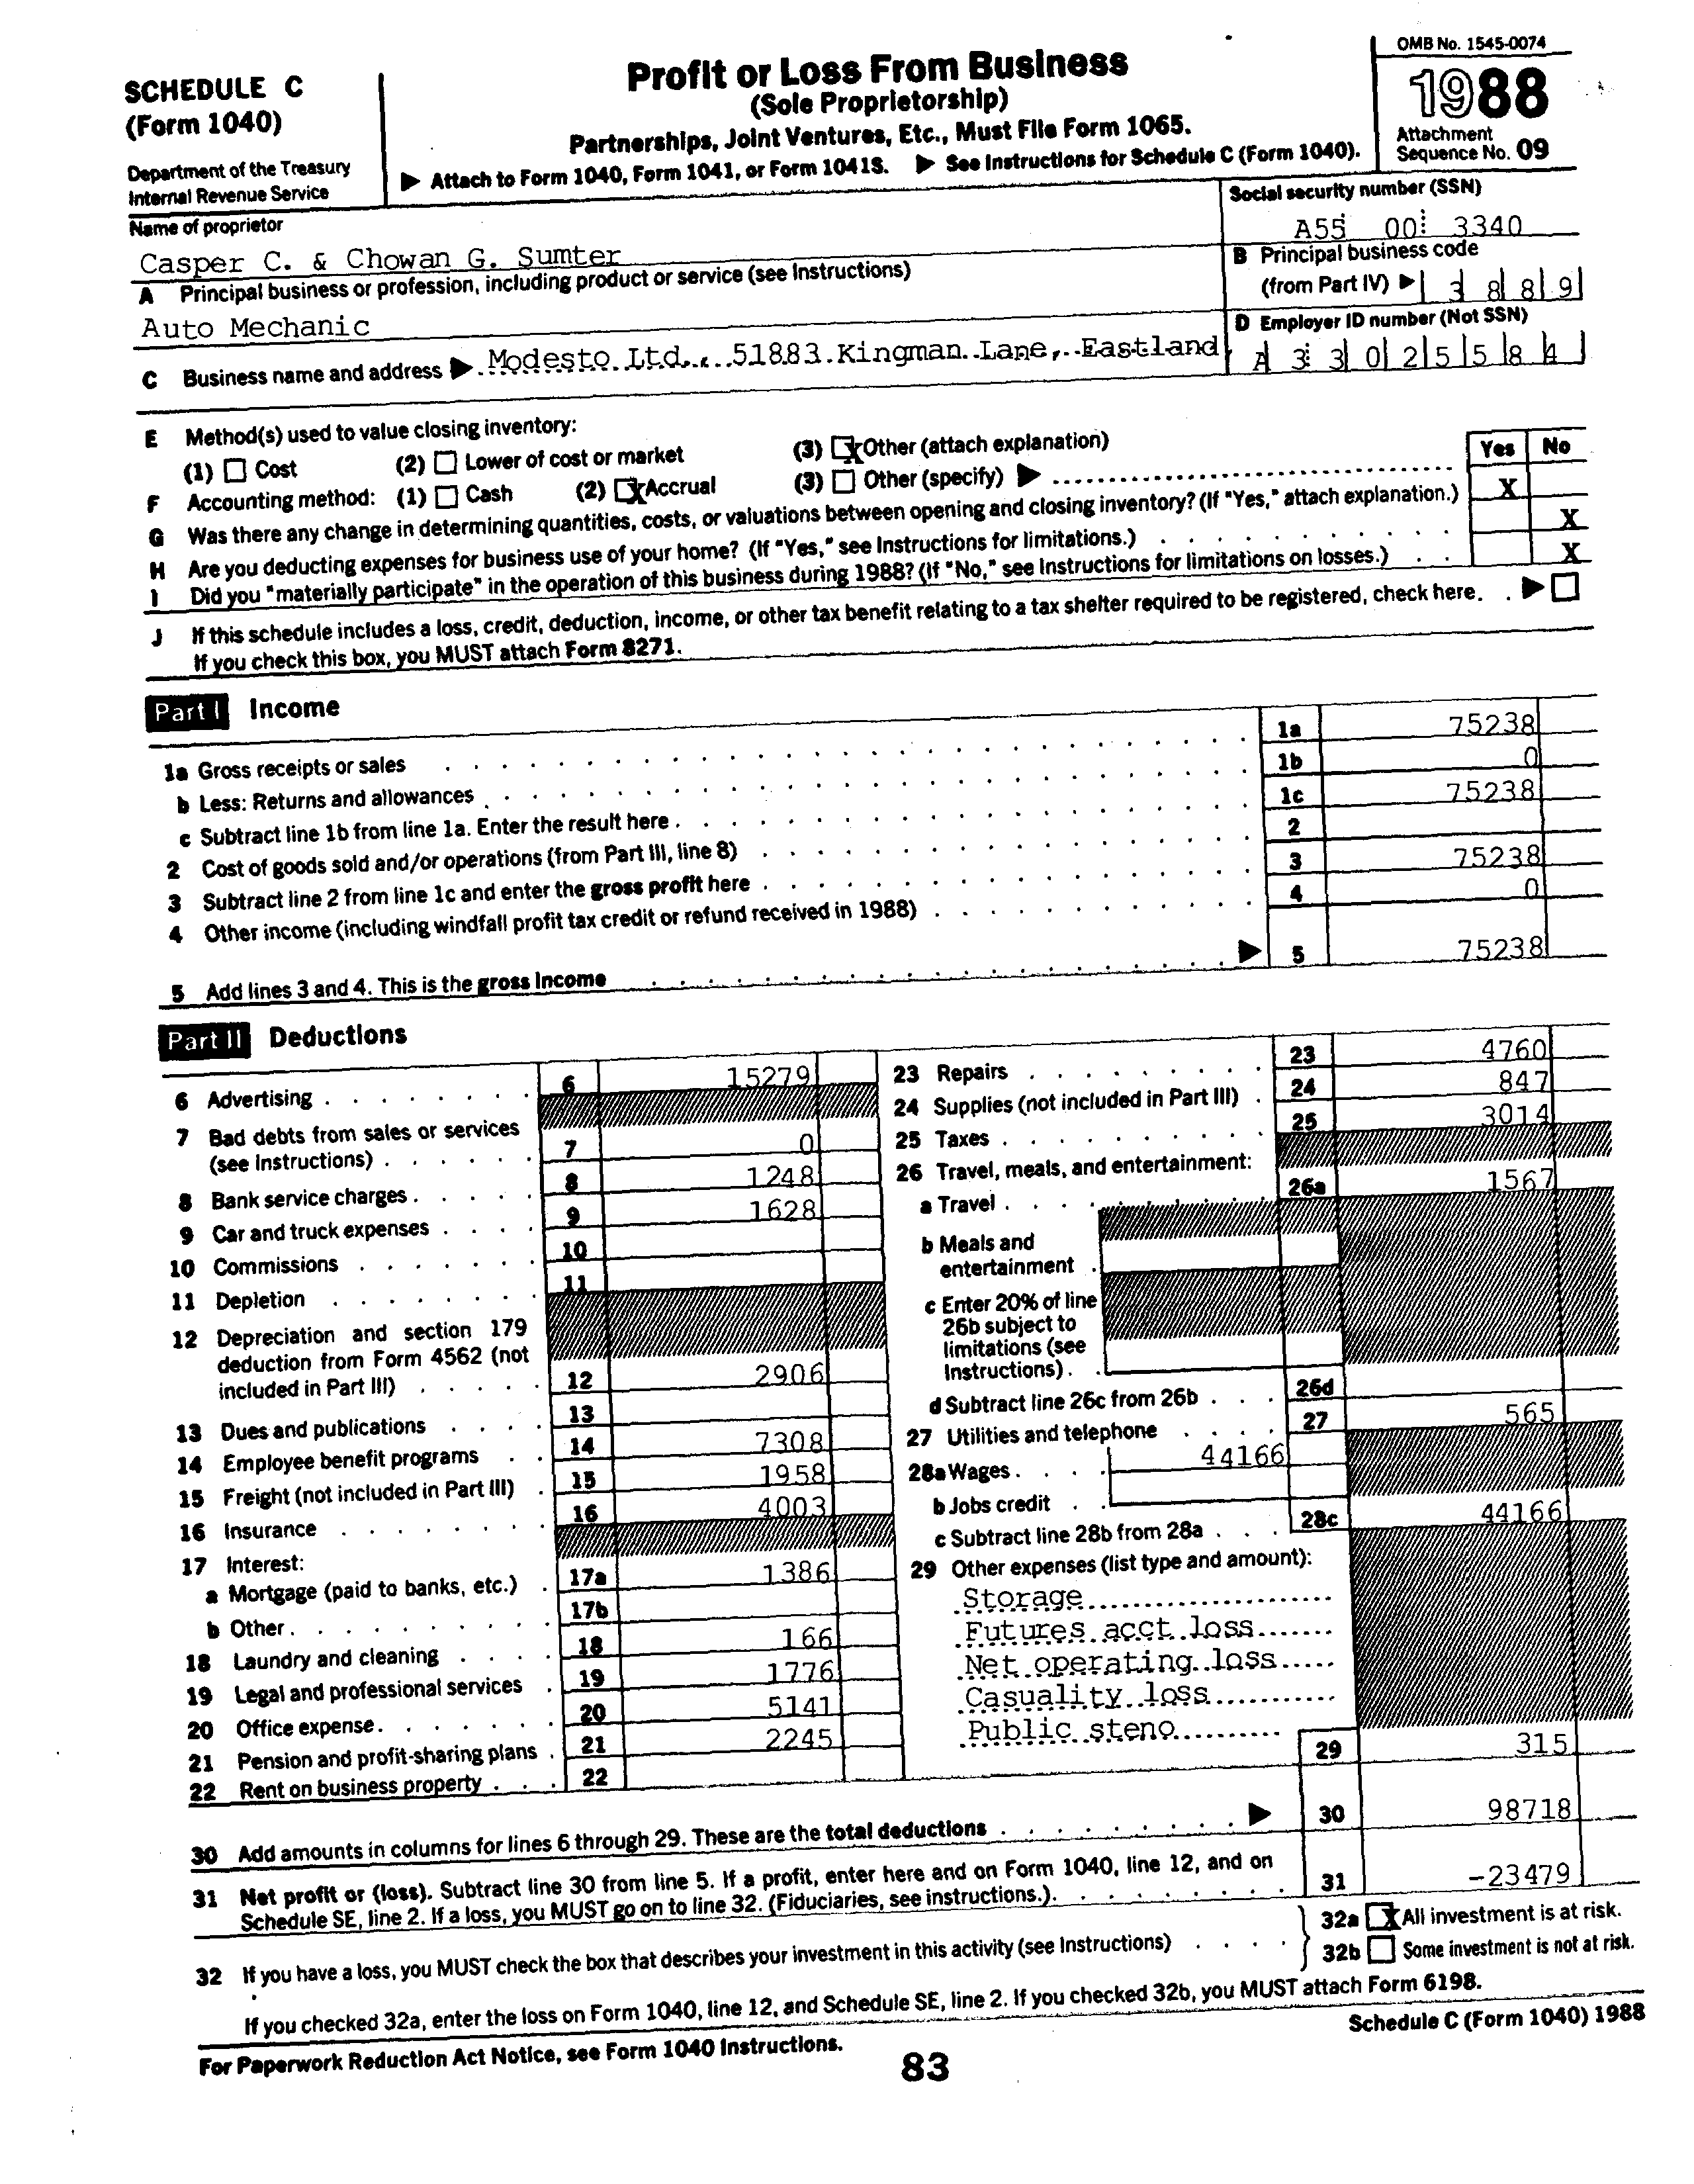 SCHEDULE C
(Form 1040)
Department of the Treasury
Internal Revenue Service
Profit or Loss From Business
(Sole Proprietorship)
Partnerships, Joint Ventures, Etc., Must File Form 1065.
▶ Attach to Form 1040, Form 1041, or Form 1041S. ▶ See Instructions for Schedule C (Form 1040).
OMB No. 1545-0074
1988
Attachment
Sequence No. 09
Name of proprietor
Casper C. & Chowan G. Sumter
Social security number (SSN)
A55 00 3340
A Principal business or profession, including product or service (see Instructions)
Auto Mechanic
B Principal business code
(from Part IV) ▶ 3 8 8 9
C Business name and address ▶ Modesto Ltd., 51883 Kingman Lane, Eastland
D Employer ID number (Not SSN)
A 3 3 0 2 5 5 8 4
E Method(s) used to value closing inventory:
(1) ☐ Cost (2) ☐ Lower of cost or market (3) ☒ Other (attach explanation)
Yes No
F Accounting method: (1) ☐ Cash (2) ☒ Accrual (3) ☐ Other (specify) ▶
G Was there any change in determining quantities, costs, or valuations between opening and closing inventory? (If "Yes," attach explanation.) X
H Are you deducting expenses for business use of your home? (If "Yes," see Instructions for limitations.) X
I Did you "materially participate" in the operation of this business during 1988? (If "No," see Instructions for limitations on losses.) X
J If this schedule includes a loss, credit, deduction, income, or other tax benefit relating to a tax shelter required to be registered, check here. ▶ ☐
If you check this box, you MUST attach Form 8271.
Part I Income
1a Gross receipts or sales 1a 75238
b Less: Returns and allowances 1b 0
c Subtract line 1b from line 1a. Enter the result here 1c 75238
2 Cost of goods sold and/or operations (from Part III, line 8) 2
3 Subtract line 2 from line 1c and enter the gross profit here 3 75238
4 Other income (including windfall profit tax credit or refund received in 1988) 4 0
5 Add lines 3 and 4. This is the gross income ▶ 5 75238
Part II Deductions
6 Advertising 6 15279
7 Bad debts from sales or services
(see Instructions) 7 0
8 Bank service charges 8 1248
9 Car and truck expenses 9 1628
10 Commissions 10
11 Depletion 11
12 Depreciation and section 179
deduction from Form 4562 (not
included in Part III) 12 2906
13 Dues and publications 13
14 Employee benefit programs 14 7308
15 Freight (not included in Part III) 15 1958
16 Insurance 16 4003
17 Interest:
a Mortgage (paid to banks, etc.) 17a 1386
b Other 17b
18 Laundry and cleaning 18 166
19 Legal and professional services 19 1776
20 Office expense 20 5141
21 Pension and profit-sharing plans 21 2245
22 Rent on business property 22
23 Repairs 23 4760
24 Supplies (not included in Part III) 24 847
25 Taxes 25 3014
26 Travel, meals, and entertainment:
a Travel 26a 1567
b Meals and
entertainment
c Enter 20% of line
26b subject to
limitations (see
Instructions)
d Subtract line 26c from 26b 26d
27 Utilities and telephone 27 565
28a Wages 44166
b Jobs credit
c Subtract line 28b from 28a 28c 44166
29 Other expenses (list type and amount):
Storage
Futures acct loss
Net operating loss
Casuality loss
Public steno
29 315
30 Add amounts in columns for lines 6 through 29. These are the total deductions ▶ 30 98718
31 Net profit or (loss). Subtract line 30 from line 5. If a profit, enter here and on Form 1040, line 12, and on
Schedule SE, line 2. If a loss, you MUST go on to line 32. (Fiduciaries, see instructions.) 31 -23479
32 If you have a loss, you MUST check the box that describes your investment in this activity (see Instructions)
32a ☒ All investment is at risk.
32b ☐ Some investment is not at risk.
If you checked 32a, enter the loss on Form 1040, line 12, and Schedule SE, line 2. If you checked 32b, you MUST attach Form 6198.
For Paperwork Reduction Act Notice, see Form 1040 Instructions.
Schedule C (Form 1040) 1988
83